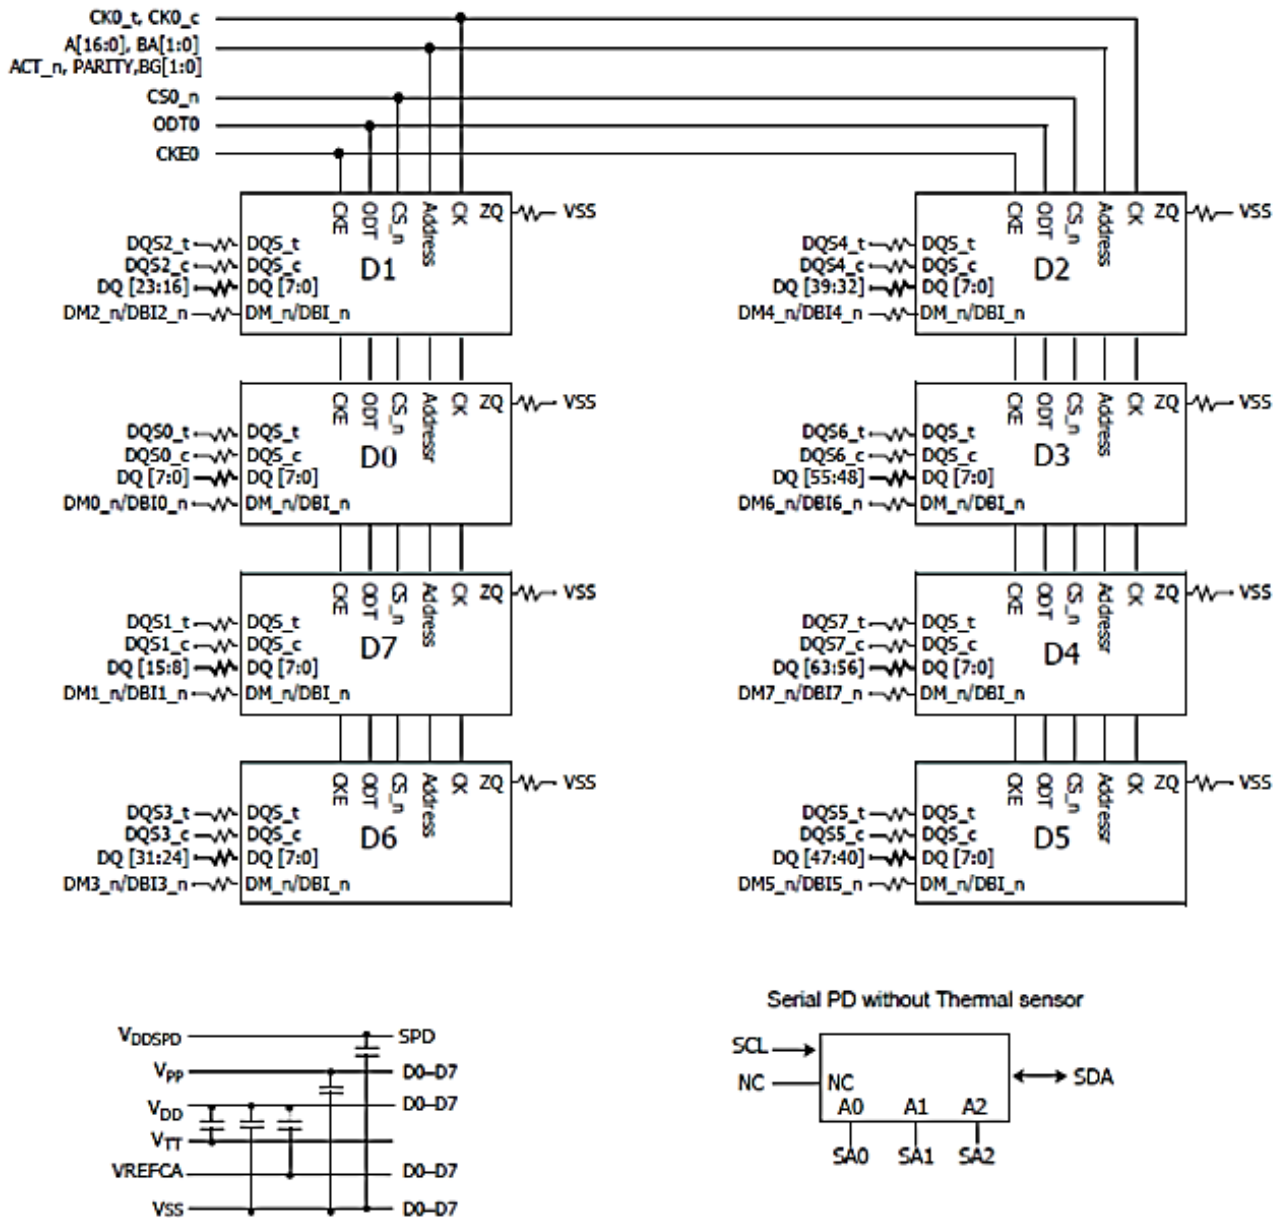 CK0_t, CK0_c
A[16:0], BA[1:0]
ACT_n, PARITY,BG[1:0]
CS0_n
ODT0
CKE0
CKE ODT CS_n Address CK ZQ VSS
DQS2_t DQS_t
DQS2_c DQS_c
DQ [23:16] DQ [7:0]
DM2_n/DBI2_n DM_n/DBI_n
D1
CKE ODT CS_n Address CK ZQ VSS
DQS4_t DQS_t
DQS4_c DQS_c
DQ [39:32] DQ [7:0]
DM4_n/DBI4_n DM_n/DBI_n
D2
CKE ODT CS_n Addressr CK ZQ VSS
DQS0_t DQS_t
DQS0_c DQS_c
DQ [7:0] DQ [7:0]
DM0_n/DBI0_n DM_n/DBI_n
D0
CKE ODT CS_n Address CK ZQ VSS
DQS6_t DQS_t
DQS6_c DQS_c
DQ [55:48] DQ [7:0]
DM6_n/DBI6_n DM_n/DBI_n
D3
CKE ODT CS_n Address CK ZQ VSS
DQS1_t DQS_t
DQS1_c DQS_c
DQ [15:8] DQ [7:0]
DM1_n/DBI1_n DM_n/DBI_n
D7
CKE ODT CS_n Addressr CK ZQ VSS
DQS7_t DQS_t
DQS7_c DQS_c
DQ [63:56] DQ [7:0]
DM7_n/DBI7_n DM_n/DBI_n
D4
CKE ODT CS_n Address CK ZQ VSS
DQS3_t DQS_t
DQS3_c DQS_c
DQ [31:24] DQ [7:0]
DM3_n/DBI3_n DM_n/DBI_n
D6
CKE ODT CS_n Addressr CK ZQ VSS
DQS5_t DQS_t
DQS5_c DQS_c
DQ [47:40] DQ [7:0]
DM5_n/DBI5_n DM_n/DBI_n
D5
VDDSPD SPD
VPP D0–D7
VDD D0–D7
VTT
VREFCA D0–D7
VSS D0–D7
Serial PD without Thermal sensor
SCL
NC NC SDA
A0 A1 A2
SA0 SA1 SA2